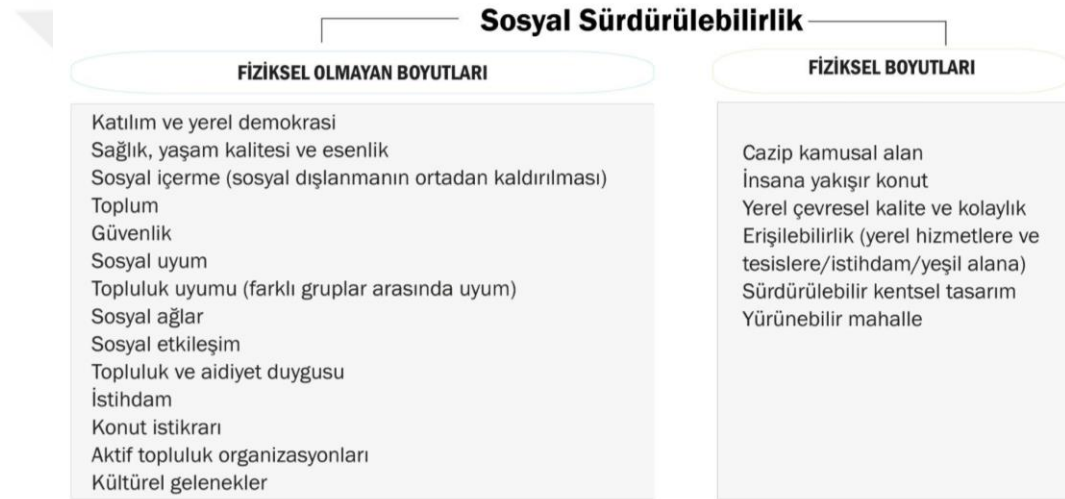 Sosyal Sürdürülebilirlik
FİZİKSEL OLMAYAN BOYUTLARI
Katılım ve yerel demokrasi
Sağlık, yaşam kalitesi ve esenlik
Sosyal içerme (sosyal dışlanmanın ortadan kaldırılması)
Toplum
Güvenlik
Sosyal uyum
Topluluk uyumu (farklı gruplar arasında uyum)
Sosyal ağlar
Sosyal etkileşim
Topluluk ve aidiyet duygusu
İstihdam
Konut istikrarı
Aktif topluluk organizasyonları
Kültürel gelenekler
FİZİKSEL BOYUTLARI
Cazip kamusal alan
İnsana yakışır konut
Yerel çevresel kalite ve kolaylık
Erişilebilirlik (yerel hizmetlere ve
tesislere/istihdam/yeşil alana)
Sürdürülebilir kentsel tasarım
Yürünebilir mahalle